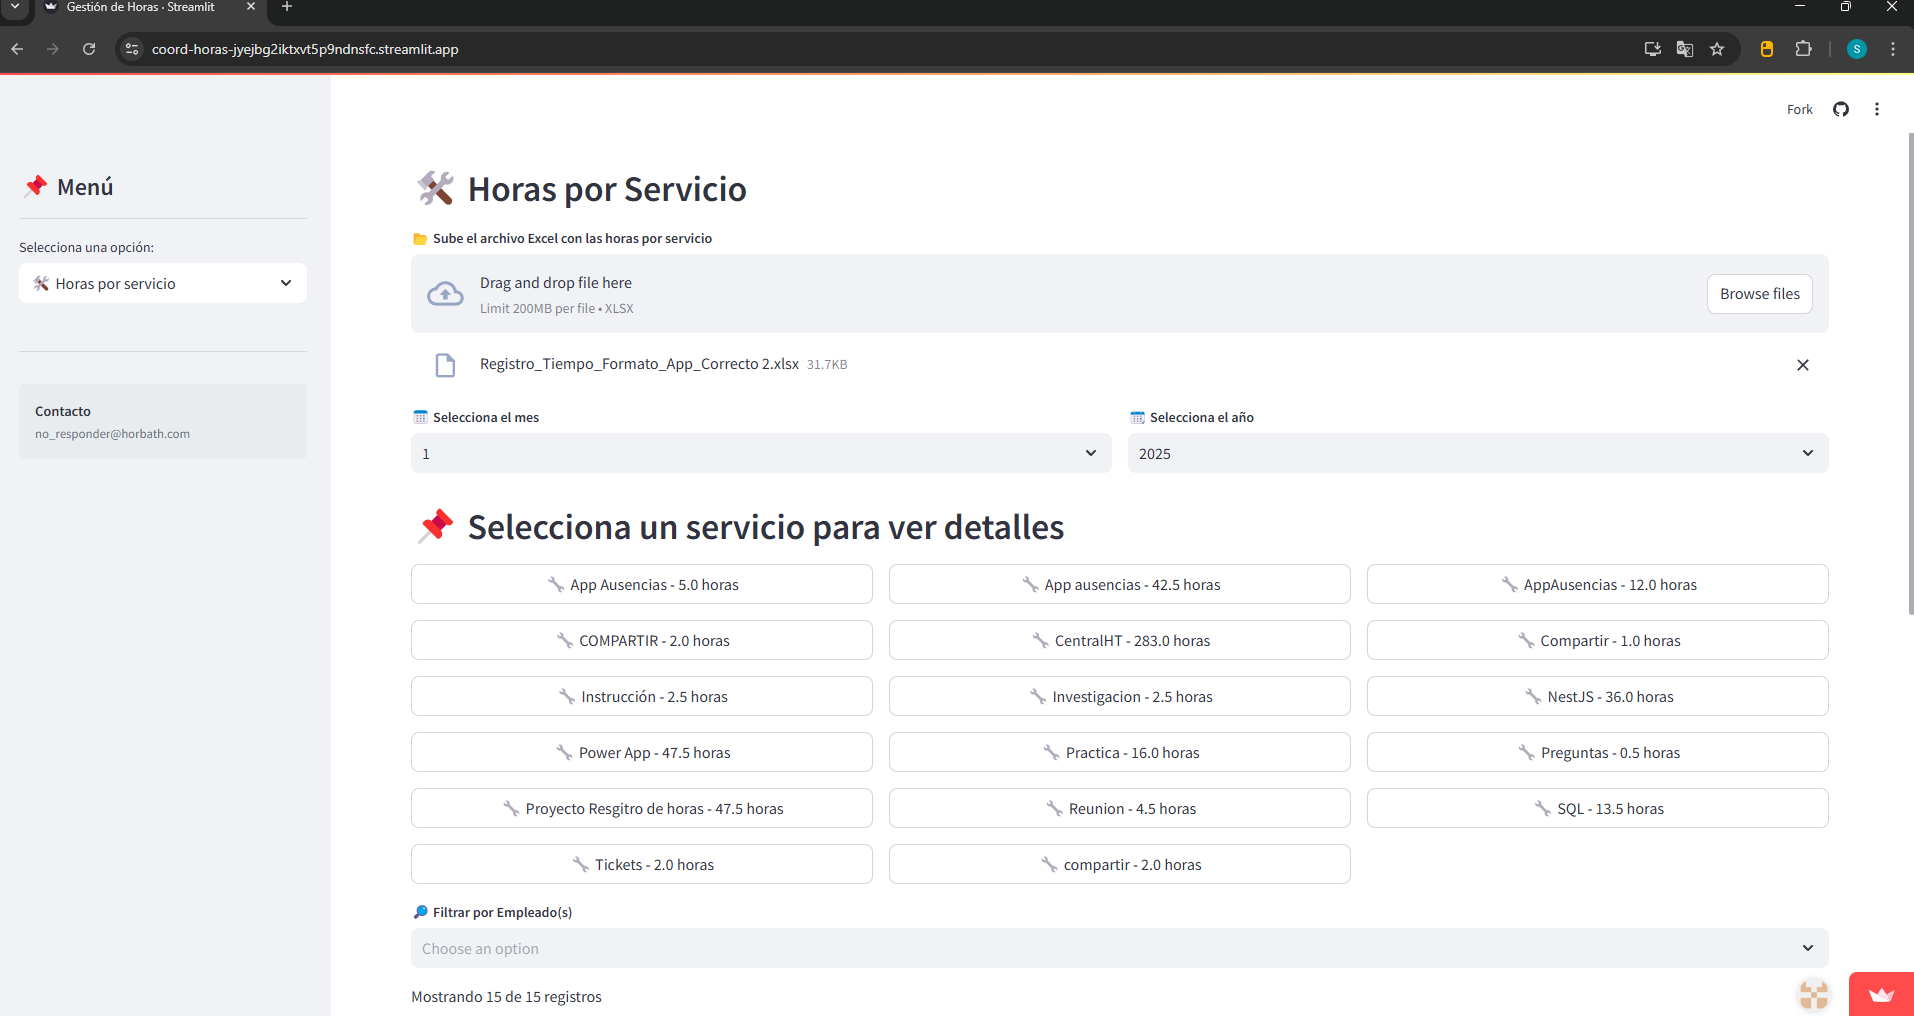 Gestión de Horas · Streamlit
coord-horas-jyejbg2iktxvt5p9ndnsfc.streamlit.app
S
Fork
Menú
Selecciona una opción:
Horas por servicio
Contacto
no_responder@horbath.com
Horas por Servicio
Sube el archivo Excel con las horas por servicio
Drag and drop file here
Limit 200MB per file • XLSX
Browse files
Registro_Tiempo_Formato_App_Correcto 2.xlsx 31.7KB
Selecciona el mes
1
Selecciona el año
2025
Selecciona un servicio para ver detalles
App Ausencias - 5.0 horas
App ausencias - 42.5 horas
AppAusencias - 12.0 horas
COMPARTIR - 2.0 horas
CentralHT - 283.0 horas
Compartir - 1.0 horas
Instrucción - 2.5 horas
Investigacion - 2.5 horas
NestJS - 36.0 horas
Power App - 47.5 horas
Practica - 16.0 horas
Preguntas - 0.5 horas
Proyecto Resgitro de horas - 47.5 horas
Reunion - 4.5 horas
SQL - 13.5 horas
Tickets - 2.0 horas
compartir - 2.0 horas
Filtrar por Empleado(s)
Choose an option
Mostrando 15 de 15 registros